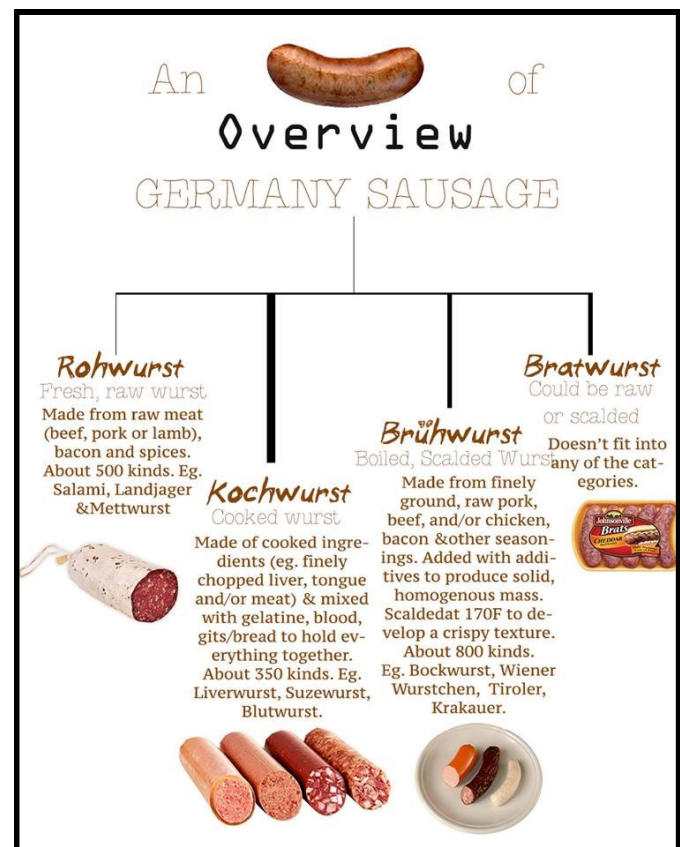 An of
Overview
GERMANY SAUSAGE
Rohwurst
Fresh, raw wurst
Made from raw meat
(beef, pork or lamb),
bacon and spices.
About 500 kinds. Eg.
Salami, Landjager
&Mettwurst
Kochwurst
Cooked wurst
Made of cooked ingre-
dients (eg. finely
chopped liver, tongue
and/or meat) & mixed
with gelatine, blood,
gits/bread to hold ev-
erything together.
About 350 kinds. Eg.
Liverwurst, Suzewurst,
Blutwurst.
Brühwurst
Boiled, Scalded Wurst
Made from finely
ground, raw pork,
beef, and/or chicken,
bacon &other season-
ings. Added with addi-
tives to produce solid,
homogenous mass.
Scaldedat 170F to de-
velop a crispy texture.
About 800 kinds.
Eg. Bockwurst, Wiener
Wurstchen, Tiroler,
Krakauer.
Bratwurst
Could be raw
or scalded
Doesn't fit into
any of the cat-
egories.
Johnsonville
Brats
CHEDDAR